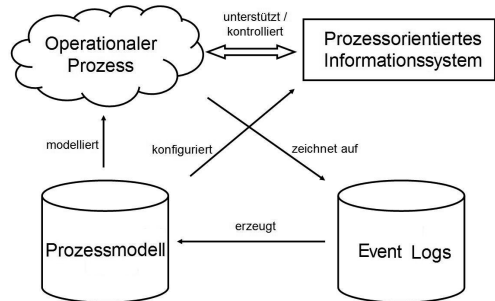 unterstützt /
kontrolliert
Operationaler
Prozess
Prozessorientiertes
Informationssystem
modelliert
konfiguriert
zeichnet auf
Prozessmodell
erzeugt
Event Logs